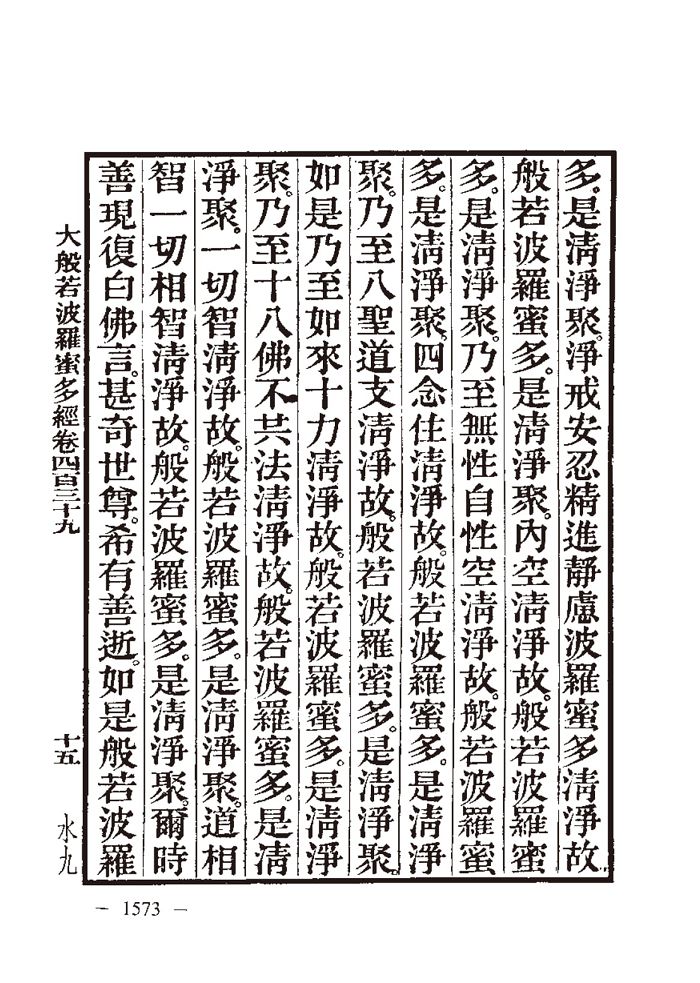 多。是清淨聚。淨戒安忍精進靜慮波羅蜜多清淨故
般若波羅蜜多。是清淨聚。內空清淨故。般若波羅蜜
多。是清淨聚。乃至無性自性空清淨故。般若波羅蜜
多。是清淨聚。四念住清淨故。般若波羅蜜多。是清淨
聚。乃至八聖道支清淨故。般若波羅蜜多。是清淨聚。
如是乃至如來十力清淨故。般若波羅蜜多。是清淨
聚。乃至十八佛不共法清淨故。般若波羅蜜多。是清
淨聚。一切智清淨故。般若波羅蜜多。是清淨聚。道相
智一切相智清淨故。般若波羅蜜多。是清淨聚。爾時
善現復白佛言。甚奇世尊。希有善逝。如是般若波羅
大般若波羅蜜多經卷四百三十九 十五 水九
— 1573 —